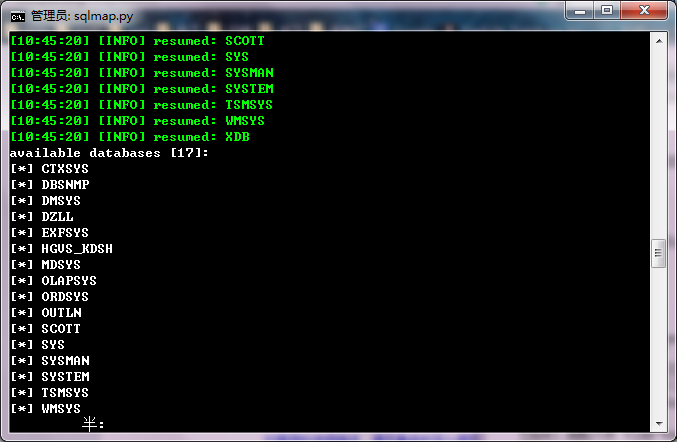 管理员: sqlmap.py
[10:45:20] [INFO] resumed: SCOTT
[10:45:20] [INFO] resumed: SYS
[10:45:20] [INFO] resumed: SYSMAN
[10:45:20] [INFO] resumed: SYSTEM
[10:45:20] [INFO] resumed: TSMSYS
[10:45:20] [INFO] resumed: WMSYS
[10:45:20] [INFO] resumed: XDB
available databases [17]:
[*] CTXSYS
[*] DBSNMP
[*] DMSYS
[*] DZLL
[*] EXFSYS
[*] HGVS_KDSH
[*] MDSYS
[*] OLAPSYS
[*] ORDSYS
[*] OUTLN
[*] SCOTT
[*] SYS
[*] SYSMAN
[*] SYSTEM
[*] TSMSYS
[*] WMSYS
半: